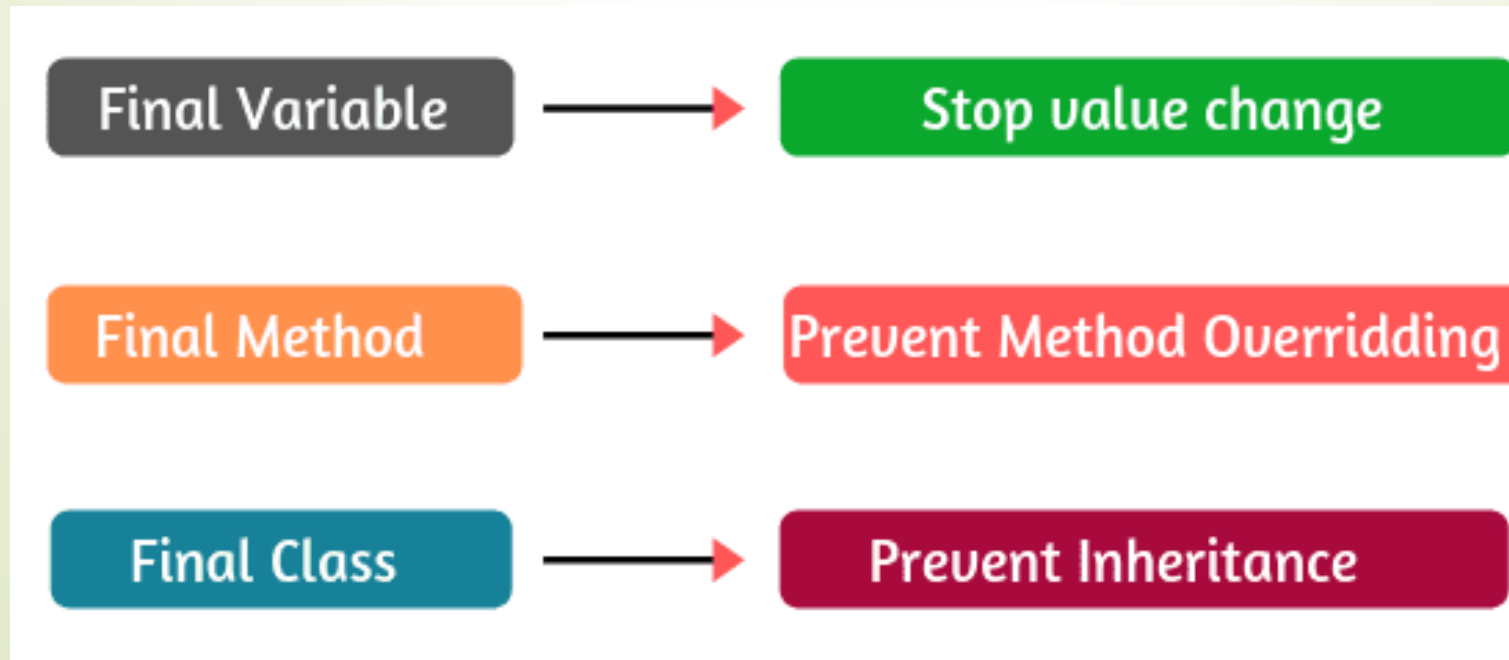 Final Variable
Stop value change
Final Method
Prevent Method Overridding
Final Class
Prevent Inheritance